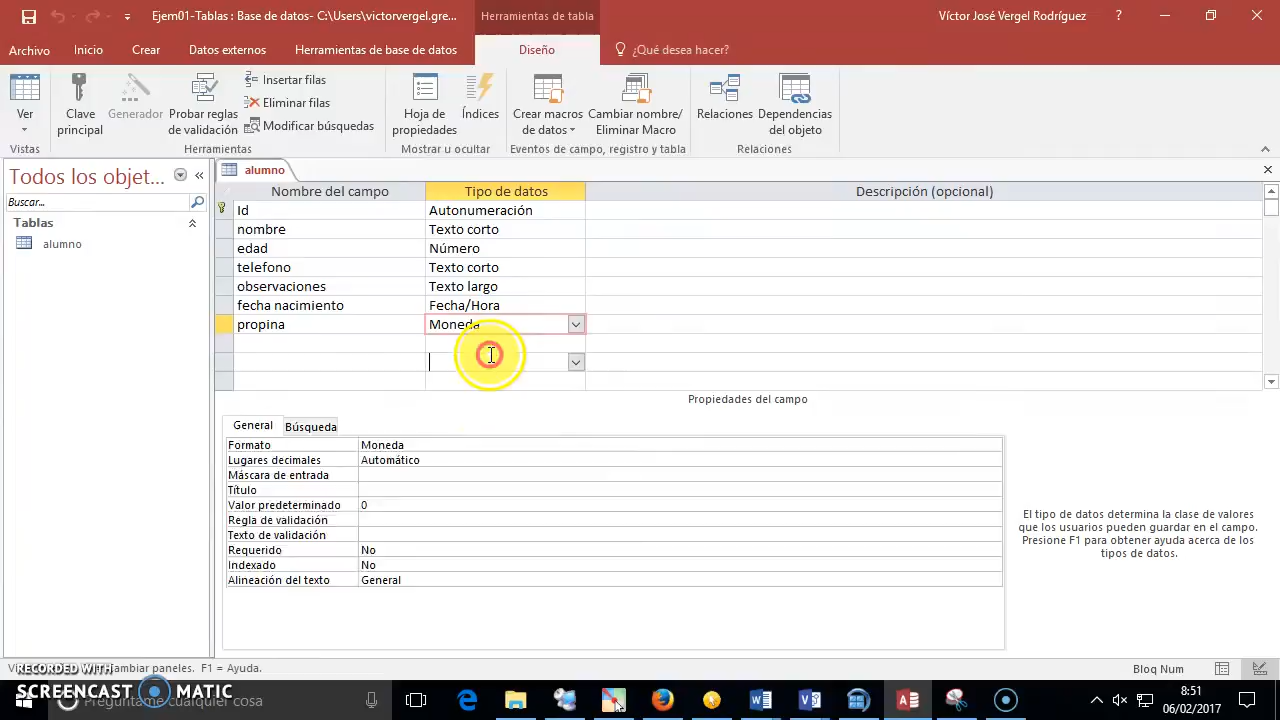 Ejem01-Tablas : Base de datos- C:\Users\victorvergel.gre...
Herramientas de tabla
Víctor José Vergel Rodríguez
?
Archivo
Inicio
Crear
Datos externos
Herramientas de base de datos
Diseño
¿Qué desea hacer?
Ver
Clave principal
Generador
Probar reglas de validación
Insertar filas
Eliminar filas
Modificar búsquedas
Hoja de propiedades
Índices
Crear macros de datos
Cambiar nombre/ Eliminar Macro
Relaciones
Dependencias del objeto
Vistas
Herramientas
Mostrar u ocultar
Eventos de campo, registro y tabla
Relaciones
Todos los objet...
Buscar...
Tablas
alumno
alumno
Nombre del campo
Tipo de datos
Descripción (opcional)
Id
Autonumeración
nombre
Texto corto
edad
Número
telefono
Texto corto
observaciones
Texto largo
fecha nacimiento
Fecha/Hora
propina
Moneda
Propiedades del campo
General
Búsqueda
Formato
Moneda
Lugares decimales
Automático
Máscara de entrada
Título
Valor predeterminado
0
Regla de validación
Texto de validación
Requerido
No
Indexado
No
Alineación del texto
General
El tipo de datos determina la clase de valores
que los usuarios pueden guardar en el campo.
Presione F1 para obtener ayuda acerca de los
tipos de datos.
Cambiar paneles. F1 = Ayuda.
Bloq Num
RECORDED WITH
SCREENCAST MATIC
Pregúntame cualquier cosa
8:51
06/02/2017